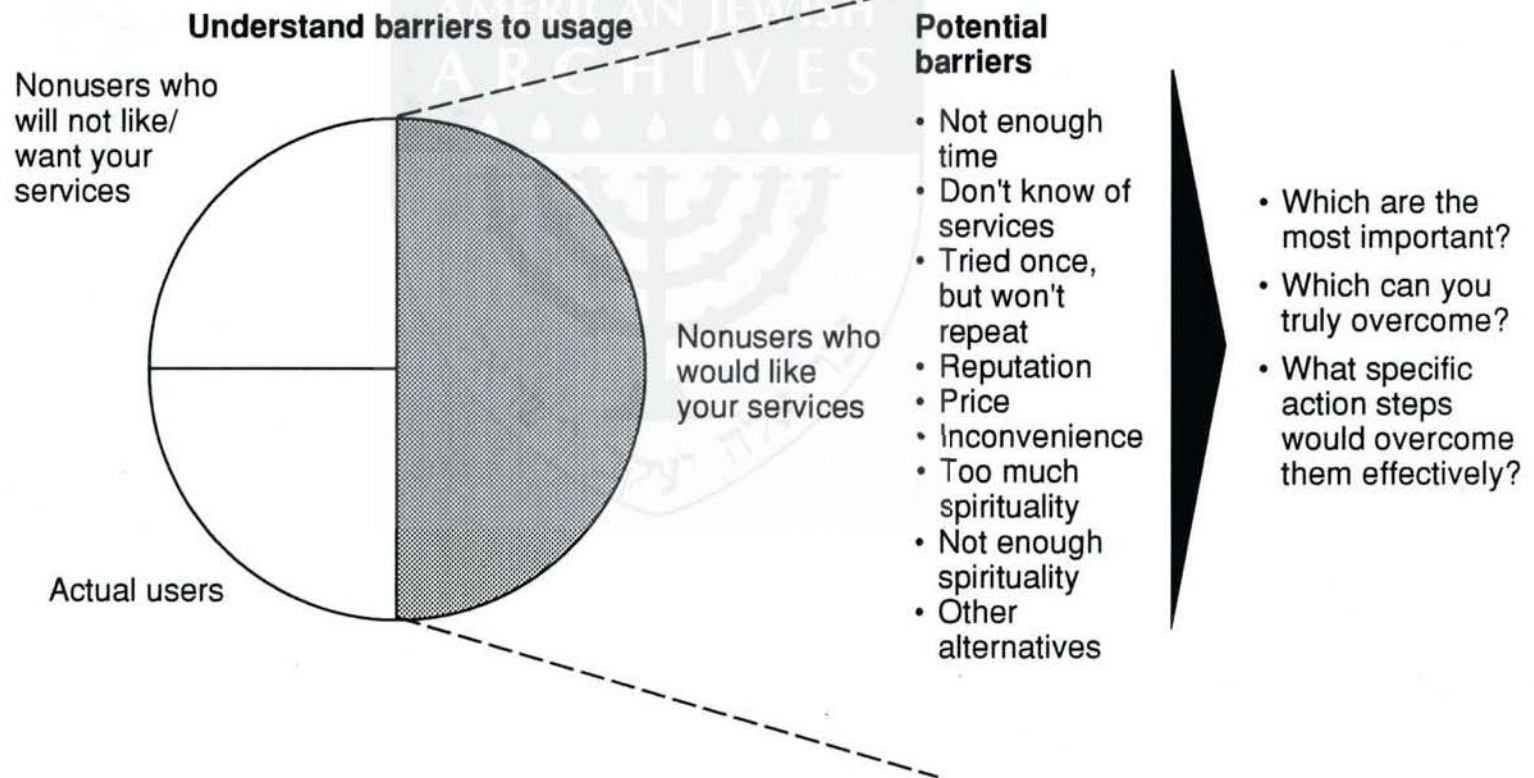 AMERICAN JEWISH
ARCHIVES
Understand barriers to usage
Nonusers who
will not like/
want your
services
Actual users
Nonusers who
would like
your services
Potential
barriers
• Not enough
time
• Don't know of
services
• Tried once,
but won't
repeat
• Reputation
• Price
• Inconvenience
• Too much
spirituality
• Not enough
spirituality
• Other
alternatives
• Which are the
most important?
• Which can you
truly overcome?
• What specific
action steps
would overcome
them effectively?